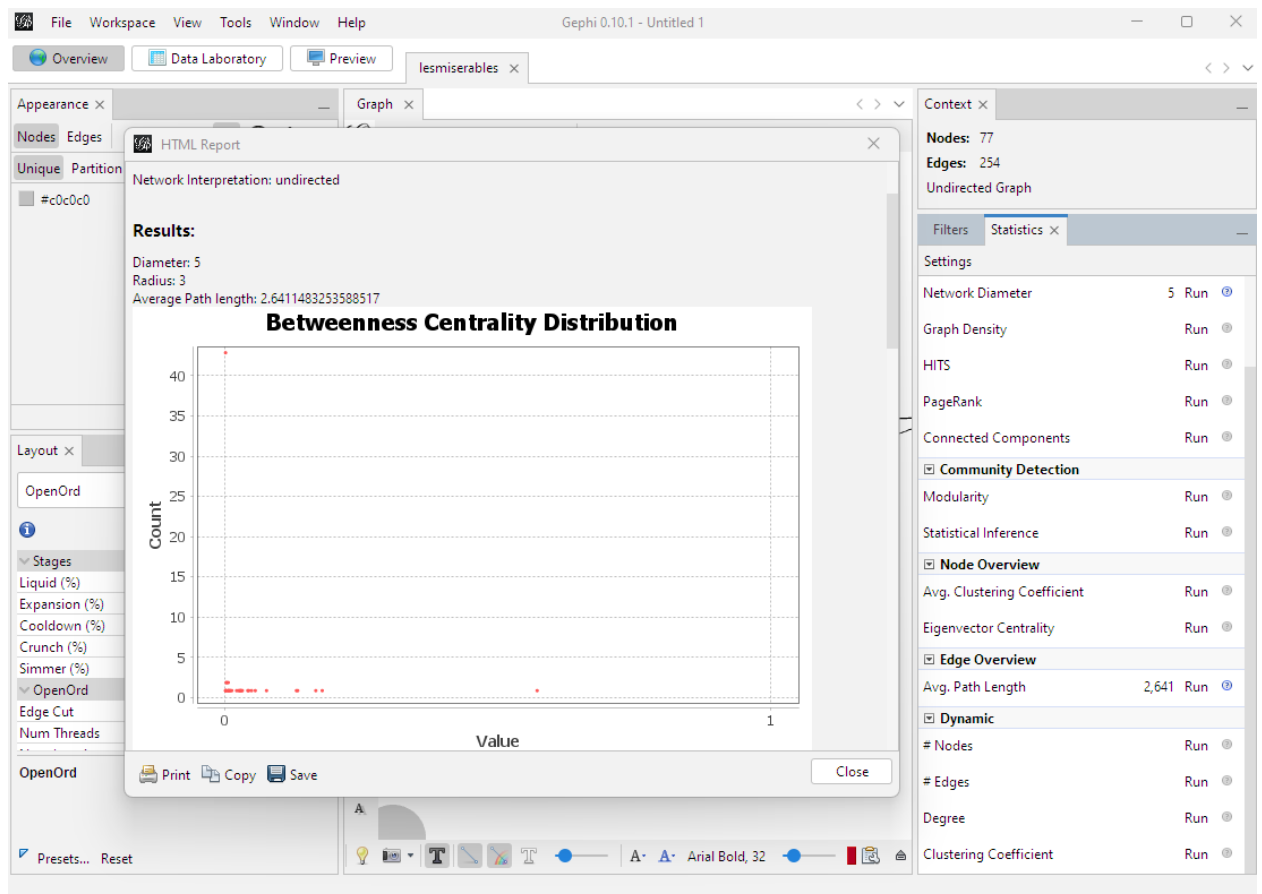 File Workspace View Tools Window Help Gephi 0.10.1 - Untitled 1
Overview Data Laboratory Preview lesmiserables
Appearance
Nodes Edges
Unique Partition
#c0c0c0
Layout
OpenOrd
Stages
Liquid (%)
Expansion (%)
Cooldown (%)
Crunch (%)
Simmer (%)
OpenOrd
Edge Cut
Num Threads
OpenOrd
Presets... Reset
Graph
HTML Report
Network Interpretation: undirected
Results:
Diameter: 5
Radius: 3
Average Path length: 2.6411483253588517
Betweenness Centrality Distribution
Count
40
35
30
25
20
15
10
5
0
0 1
Value
Print Copy Save Close
Arial Bold, 32
Context
Nodes: 77
Edges: 254
Undirected Graph
Filters Statistics
Settings
Network Diameter 5 Run
Graph Density Run
HITS Run
PageRank Run
Connected Components Run
Community Detection
Modularity Run
Statistical Inference Run
Node Overview
Avg. Clustering Coefficient Run
Eigenvector Centrality Run
Edge Overview
Avg. Path Length 2,641 Run
Dynamic
# Nodes Run
# Edges Run
Degree Run
Clustering Coefficient Run